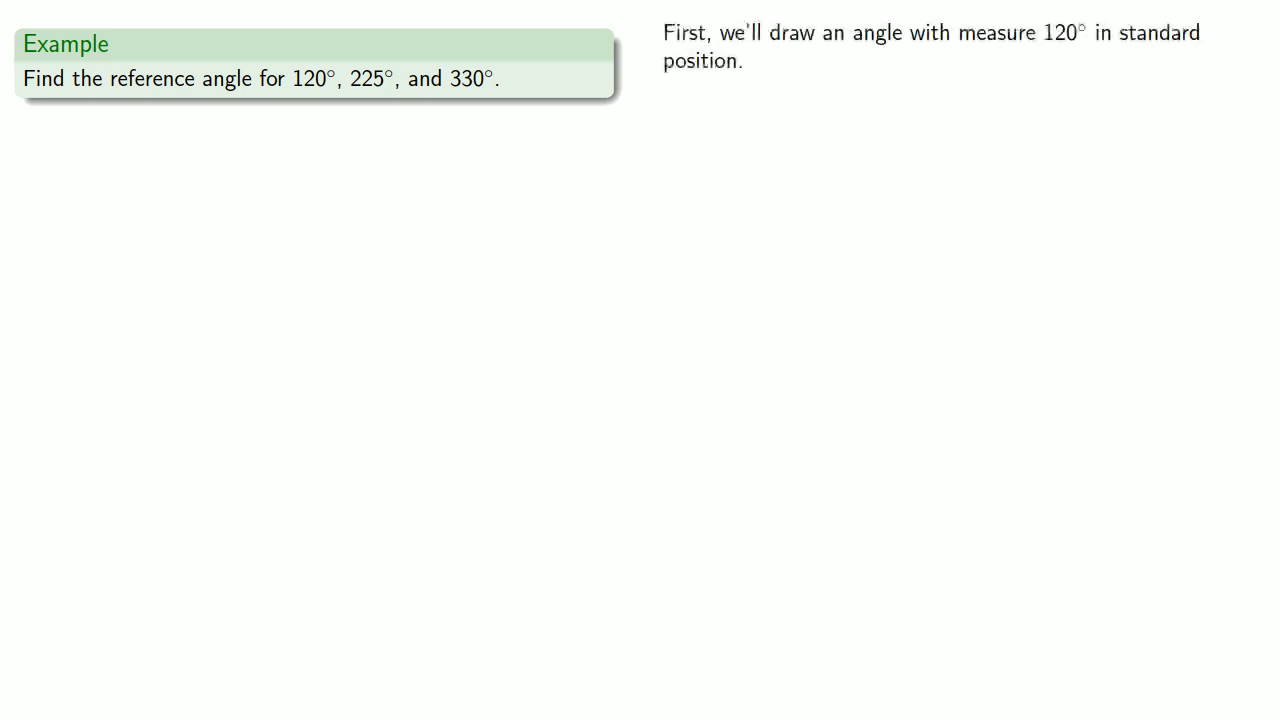 Example
Find the reference angle for 120°, 225°, and 330°.
First, we'll draw an angle with measure 120° in standard
position.